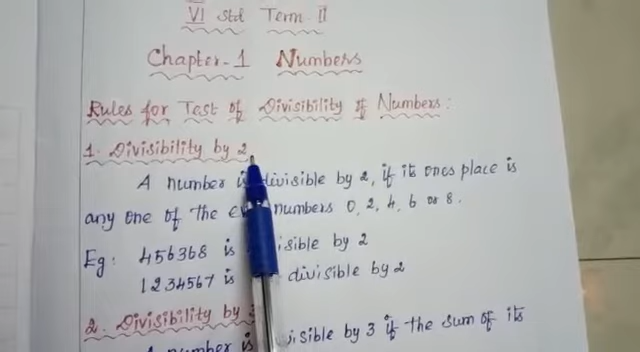 VI Std Term II
Chapter-1 Numbers
Rules for Test of Divisibility of Numbers:
1. Divisibility by 2
A number is divisible by 2, if its ones place is
any one of the numbers 0, 2, 4, 6 or 8.
Eg: 456368 is by 2
1234567 is divisible by 2
2. Divisibility by 3
A number is by 3 if the sum of its